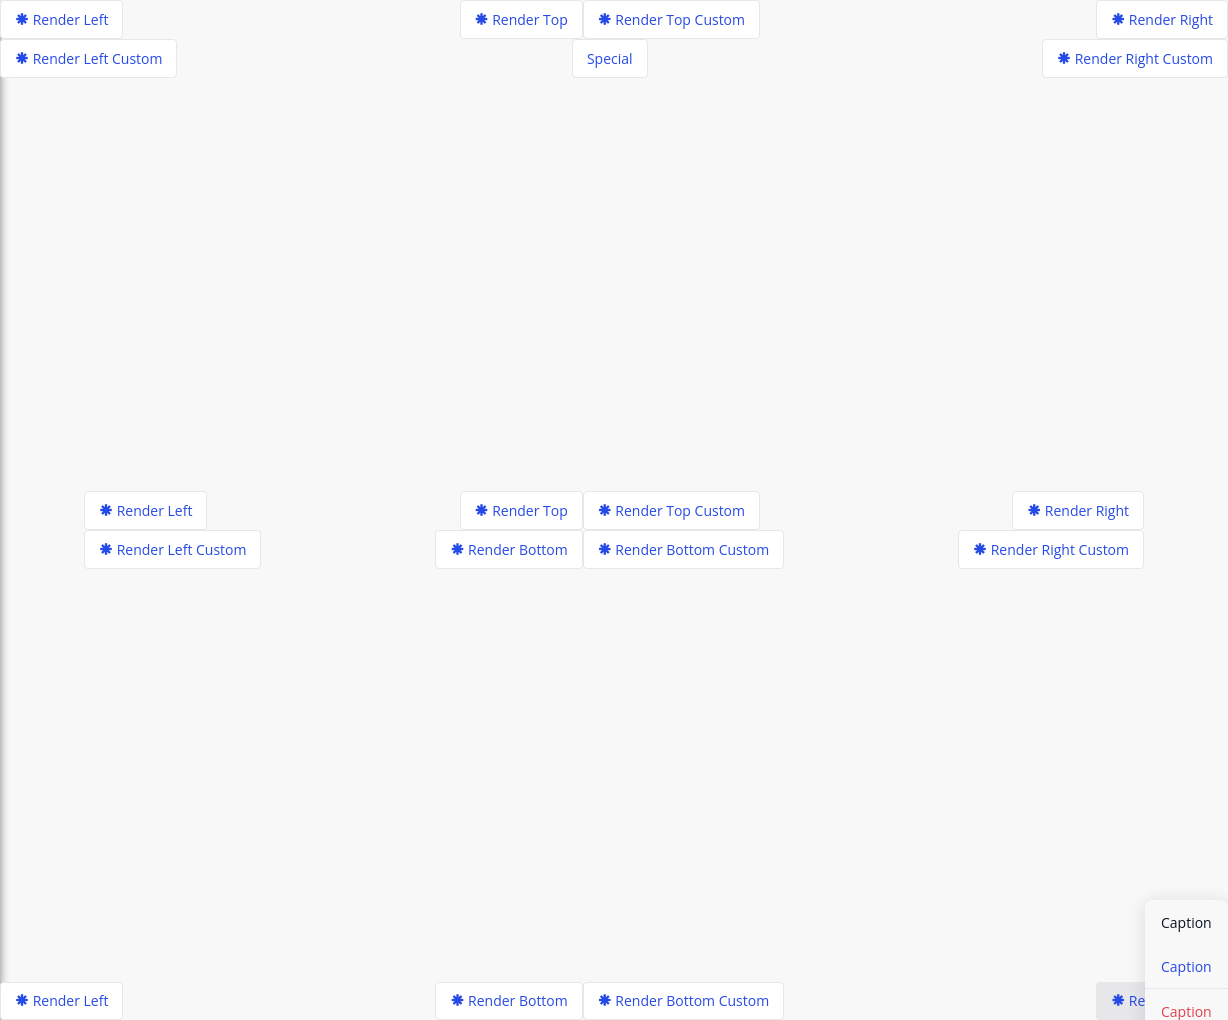 Render Left Render Top Render Top Custom Render Right
Render Left Custom Special Render Right Custom
Render Left Render Top Render Top Custom Render Right
Render Left Custom Render Bottom Render Bottom Custom Render Right Custom
Caption
Caption
Render Left Render Bottom Render Bottom Custom Re
Caption